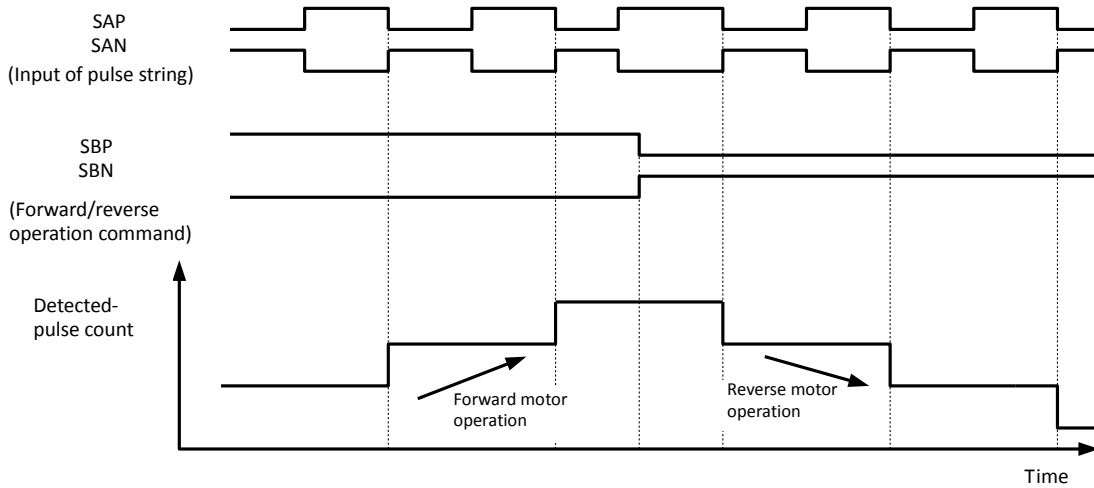 SAP
SAN
(Input of pulse string)
SBP
SBN
(Forward/reverse
operation command)
Detected-
pulse count
Forward motor
operation
Reverse motor
operation
Time